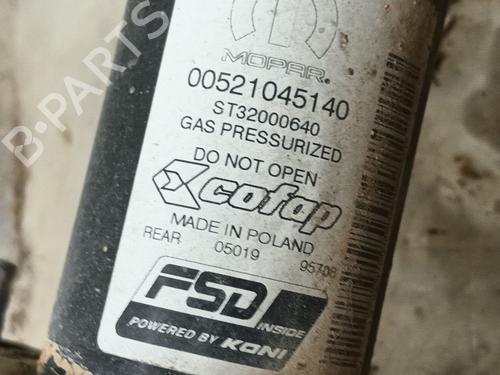 MOPAR®
00521045140
ST32000640
GAS PRESSURIZED
DO NOT OPEN
cofap
MADE IN POLAND
REAR 05019 95708
FSD INSIDE
POWERED BY KONI
B-Parts